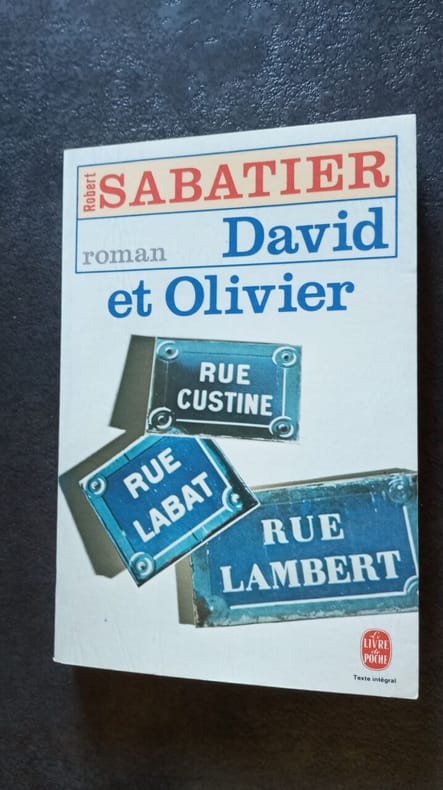 Robert
SABATIER
roman
David
et Olivier
RUE
CUSTINE
RUE
LABAT
RUE
LAMBERT
Le
LIVRE
de
POCHE
Texte intégral